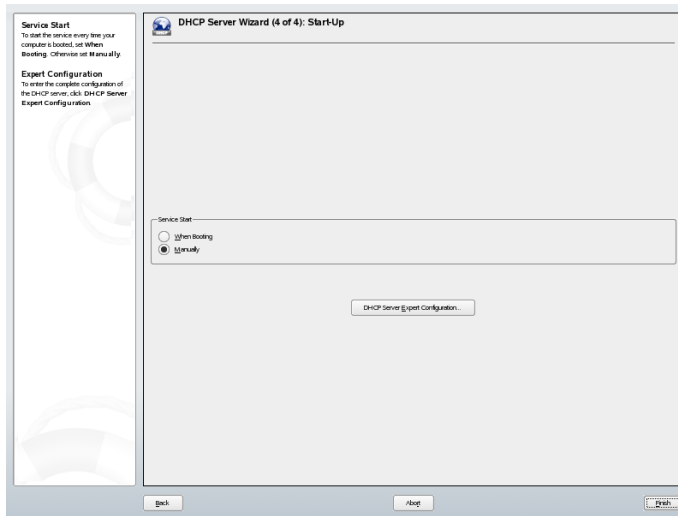 Service Start
To start the service every time your
computer is booted, set When
Booting. Otherwise set Manually.
Expert Configuration
To enter the complete configuration of
the DHCP server, click DHCP Server
Expert Configuration.
DHCP Server Wizard (4 of 4): Start-Up
Service Start
When Booting
Manually
DHCP Server Expert Configuration...
Back
Abort
Finish